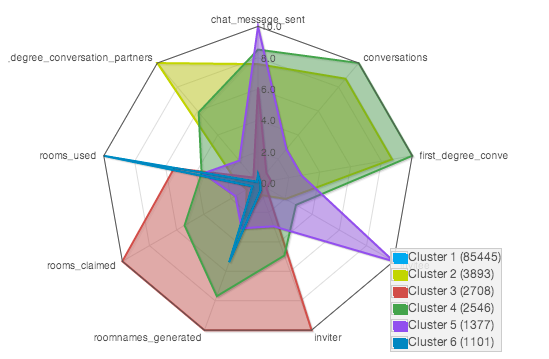 chat_message_sent
10.0
_degree_conversation_partners
conversations
8.0
6.0
4.0
2.0
rooms_used
first_degree_conve
0.0
rooms_claimed
Cluster 1 (85445)
Cluster 2 (3893)
Cluster 3 (2708)
Cluster 4 (2546)
Cluster 5 (1377)
Cluster 6 (1101)
roomnames_generated
inviter